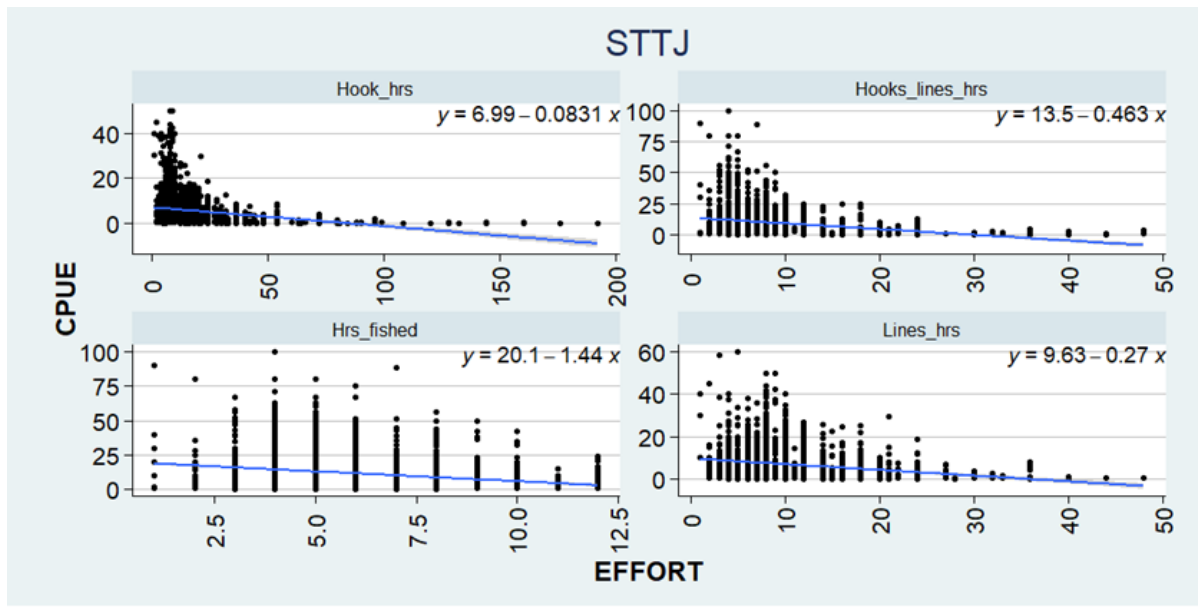 STTJ
Hook_hrs
y = 6.99 – 0.0831 x
40
20
0
0 50 100 150 200
Hooks_lines_hrs
y = 13.5 – 0.463 x
100
75
50
25
0
0 10 20 30 40 50
CPUE
Hrs_fished
y = 20.1 – 1.44 x
100
75
50
25
0
2.5 5.0 7.5 10.0 12.5
Lines_hrs
y = 9.63 – 0.27 x
60
40
20
0
0 10 20 30 40 50
EFFORT